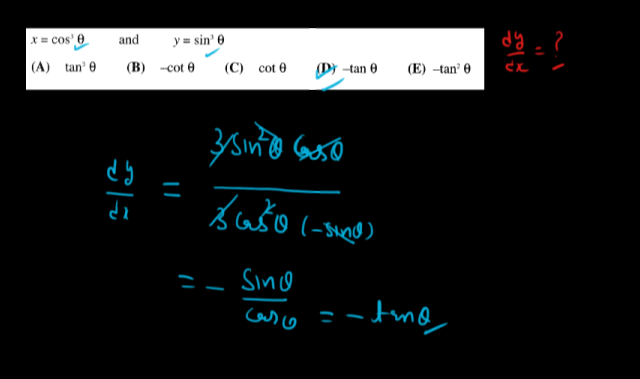 x = cos³ θ and y = sin³ θ
dy/dx = ?
(A) tan³ θ (B) –cot θ (C) cot θ (D) –tan θ (E) –tan² θ
dy/dx = 3 sin²θ cosθ / 3 cos²θ (-sinθ)
= - sinθ/cosθ = - tanθ